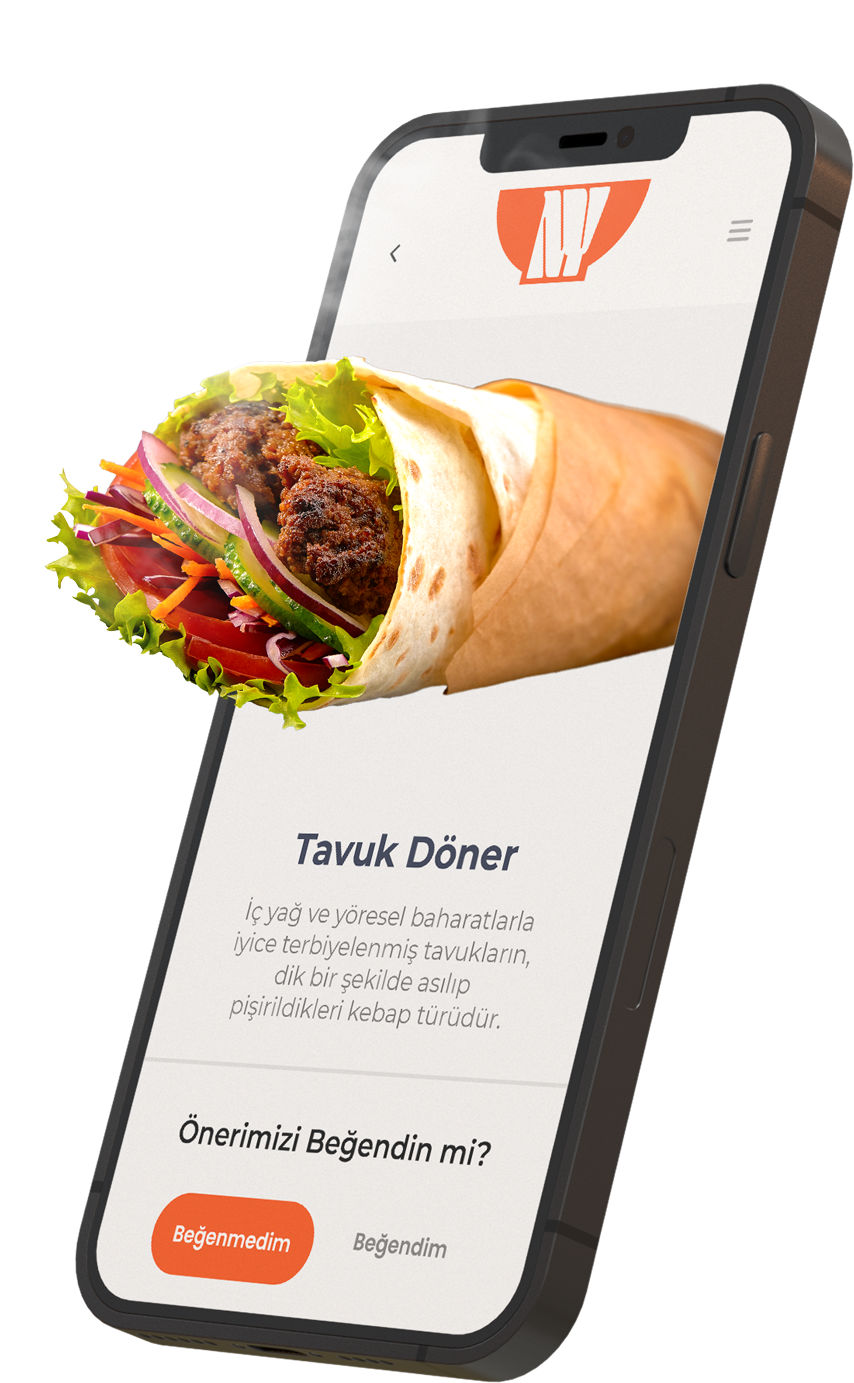 Tavuk Döner
İç yağ ve yöresel baharatlarla
iyice terbiyelenmiş tavukların,
dik bir şekilde asılıp
pişirildikleri kebap türüdür.
Önerimizi Beğendin mi?
Beğenmedim Beğendim